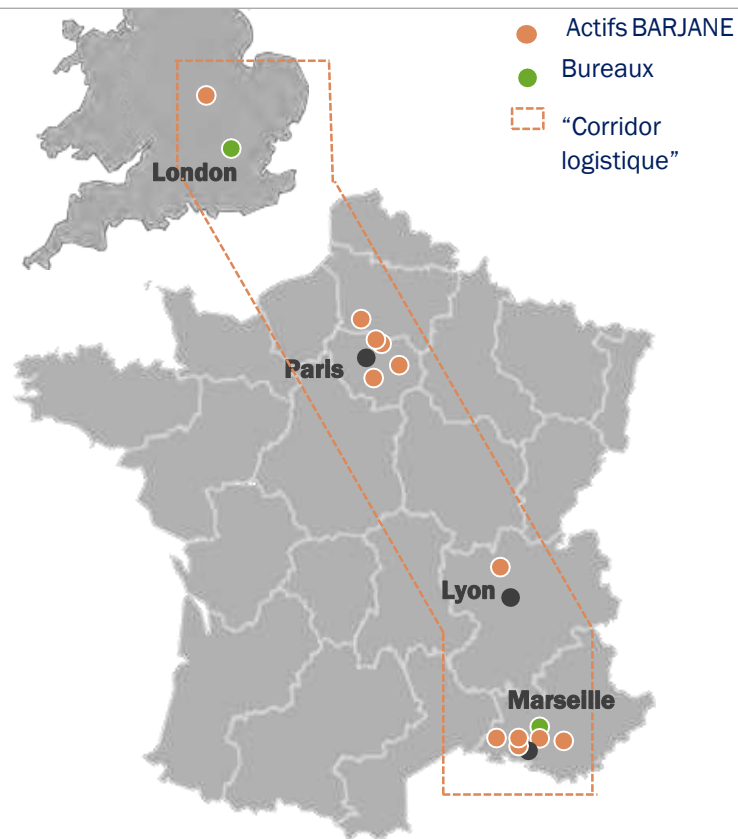 Actifs BARJANE
Bureaux
“Corridor
logistique”
London
Paris
Lyon
Marseille